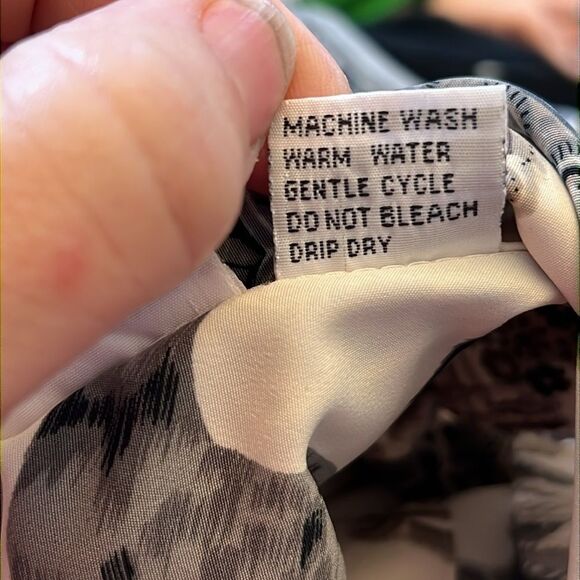 MACHINE WASH
WARM WATER
GENTLE CYCLE
DO NOT BLEACH
DRIP DRY